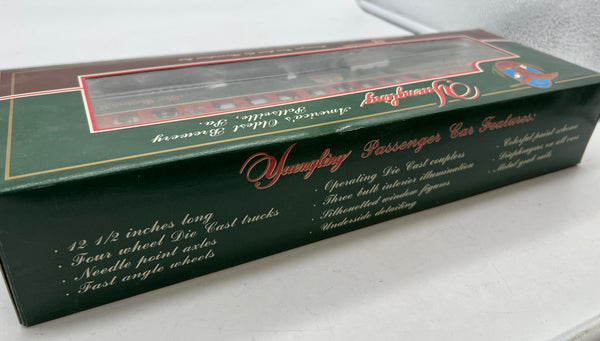 Yuengling
America's Oldest Brewery
Pottsville, Pa.
Yuengling Passenger Car Features:
· 12 1/2 inches long
· Four wheel Die Cast trucks
· Needle point axles
· Fast angle wheels
· Operating Die Cast couplers
· Three bulb interior illumination
· Silhouetted window figures
· Underside detailing
· Colorful paint scheme
· Diaphragms on all cars
· Metal grab rails